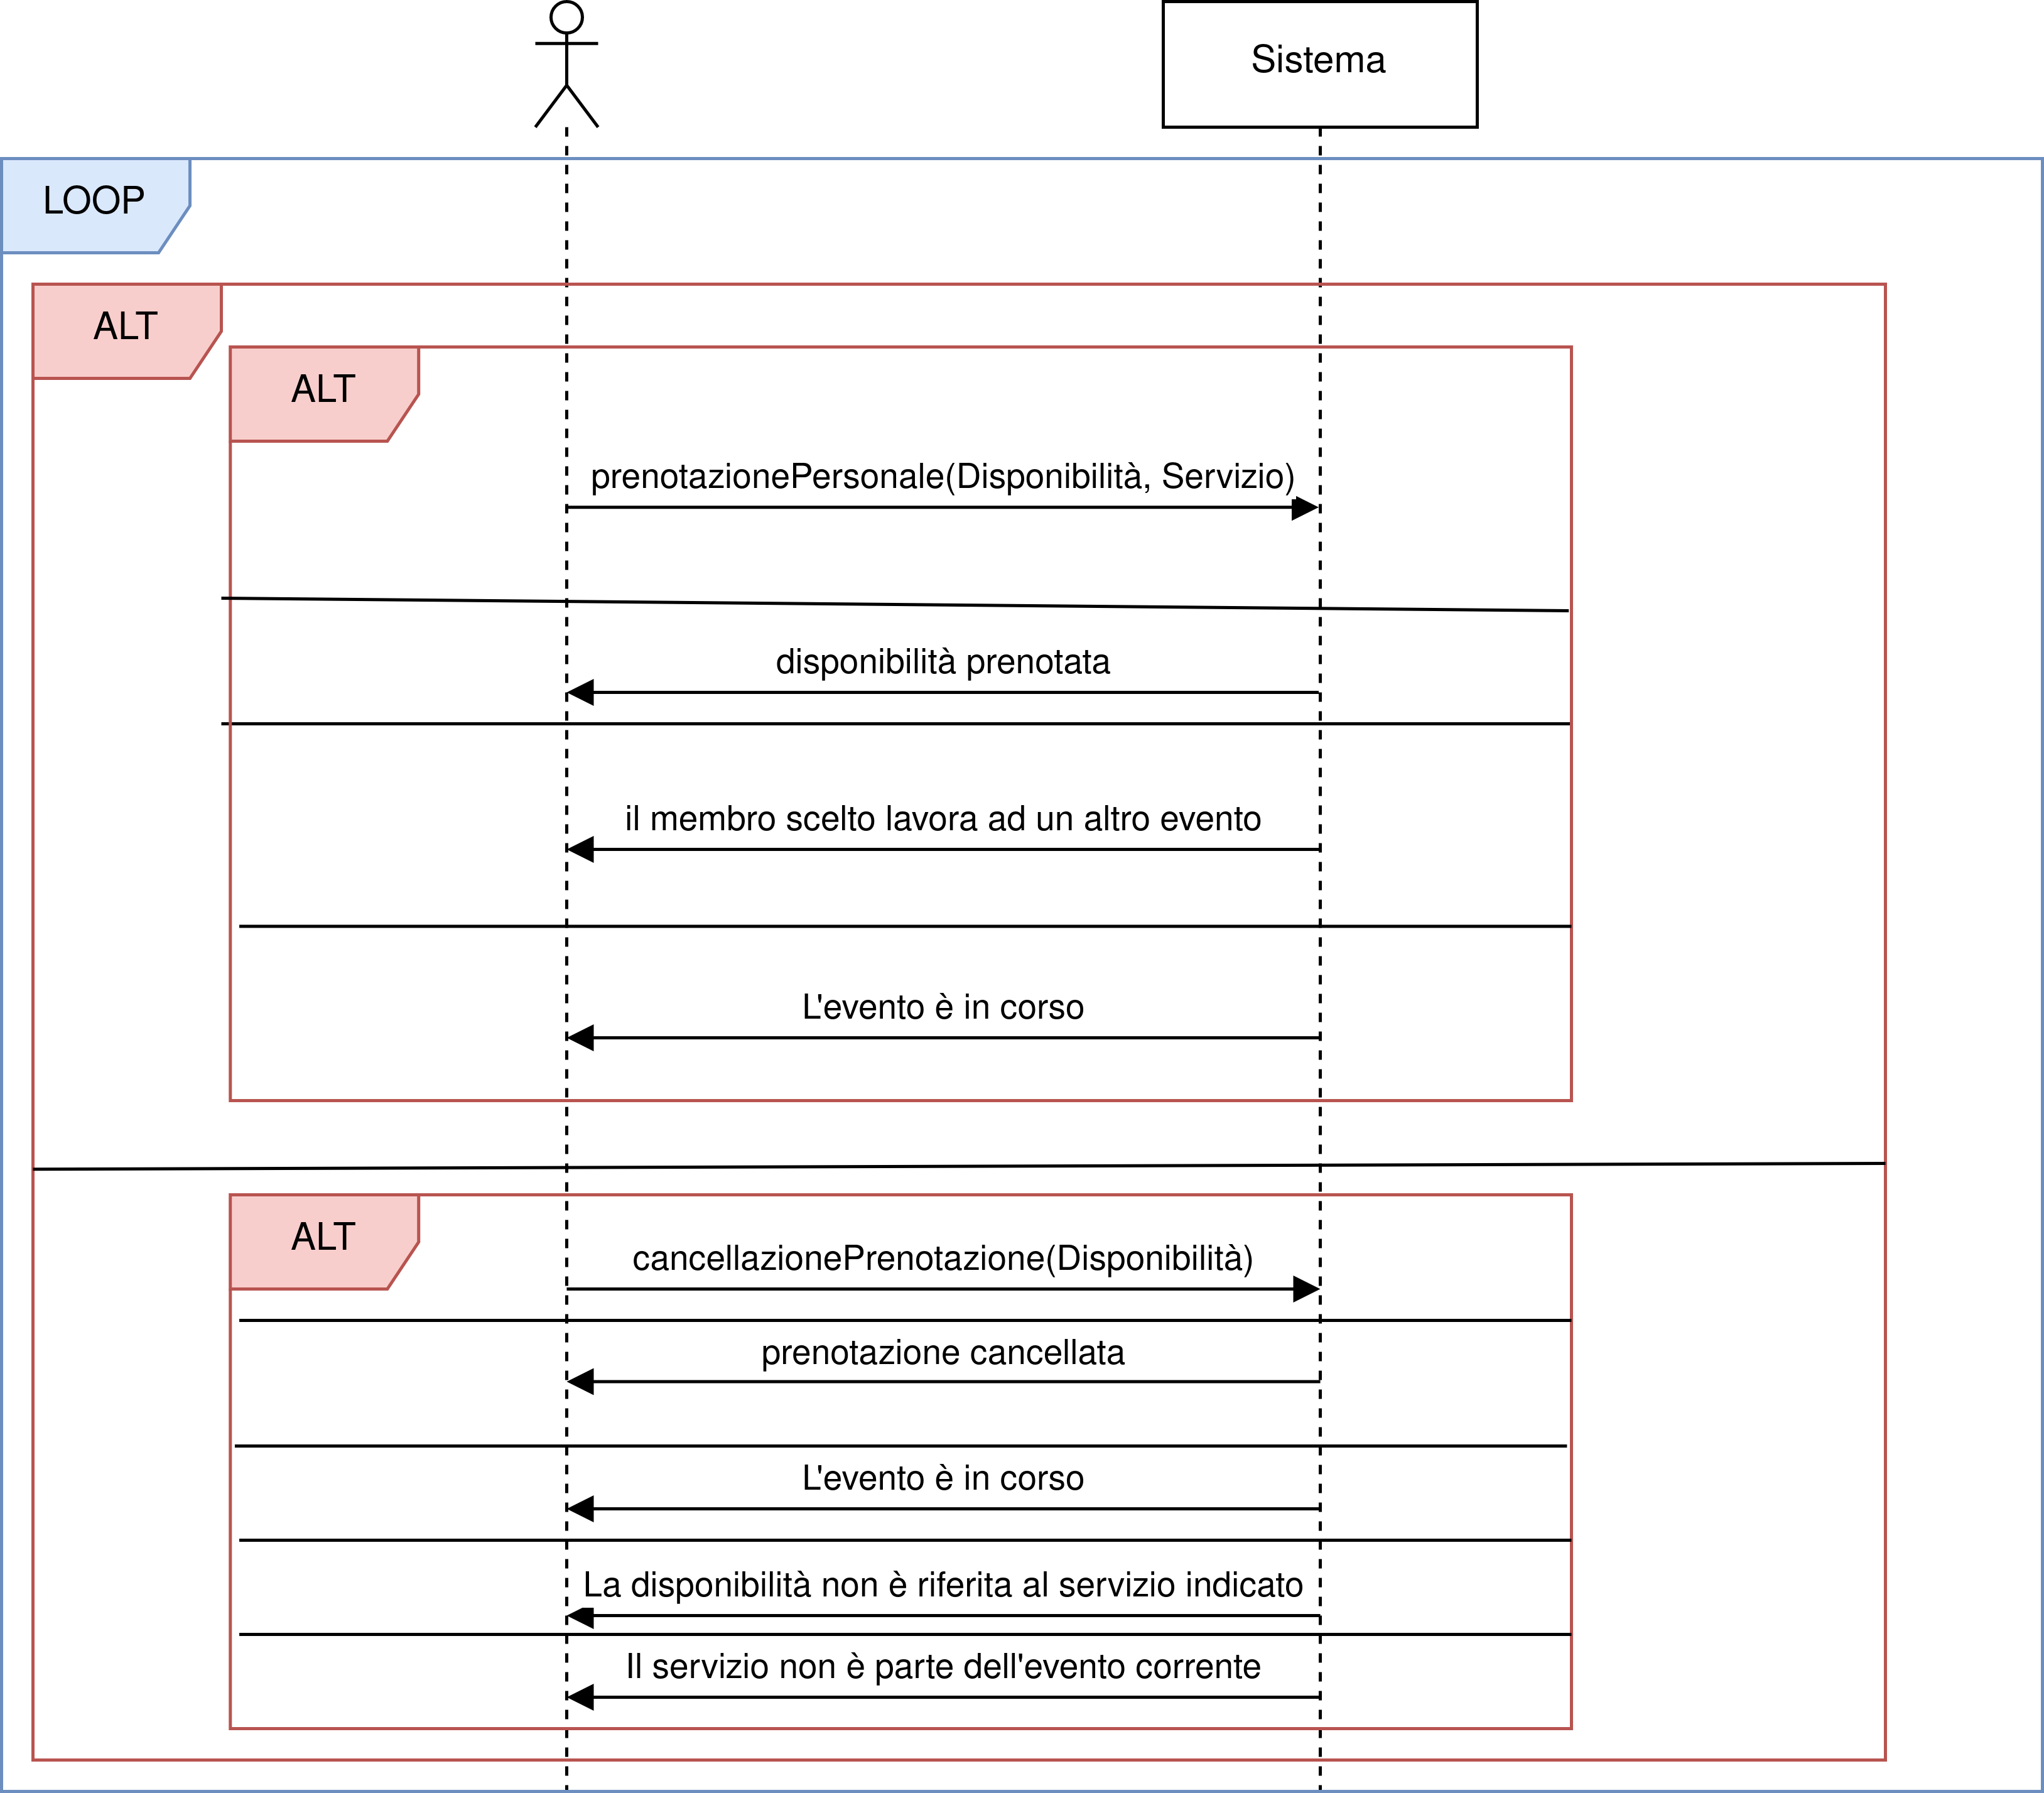 Sistema
LOOP
ALT
ALT
prenotazionePersonale(Disponibilità, Servizio)
disponibilità prenotata
il membro scelto lavora ad un altro evento
L'evento è in corso
ALT
cancellazionePrenotazione(Disponibilità)
prenotazione cancellata
L'evento è in corso
La disponibilità non è riferita al servizio indicato
Il servizio non è parte dell'evento corrente